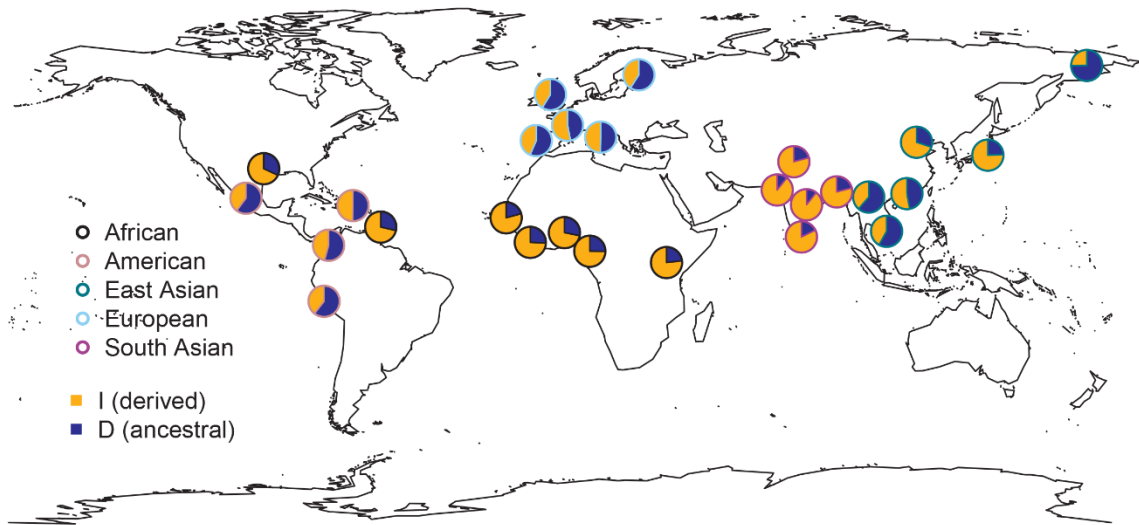 African
American
East Asian
European
South Asian
I (derived)
D (ancestral)